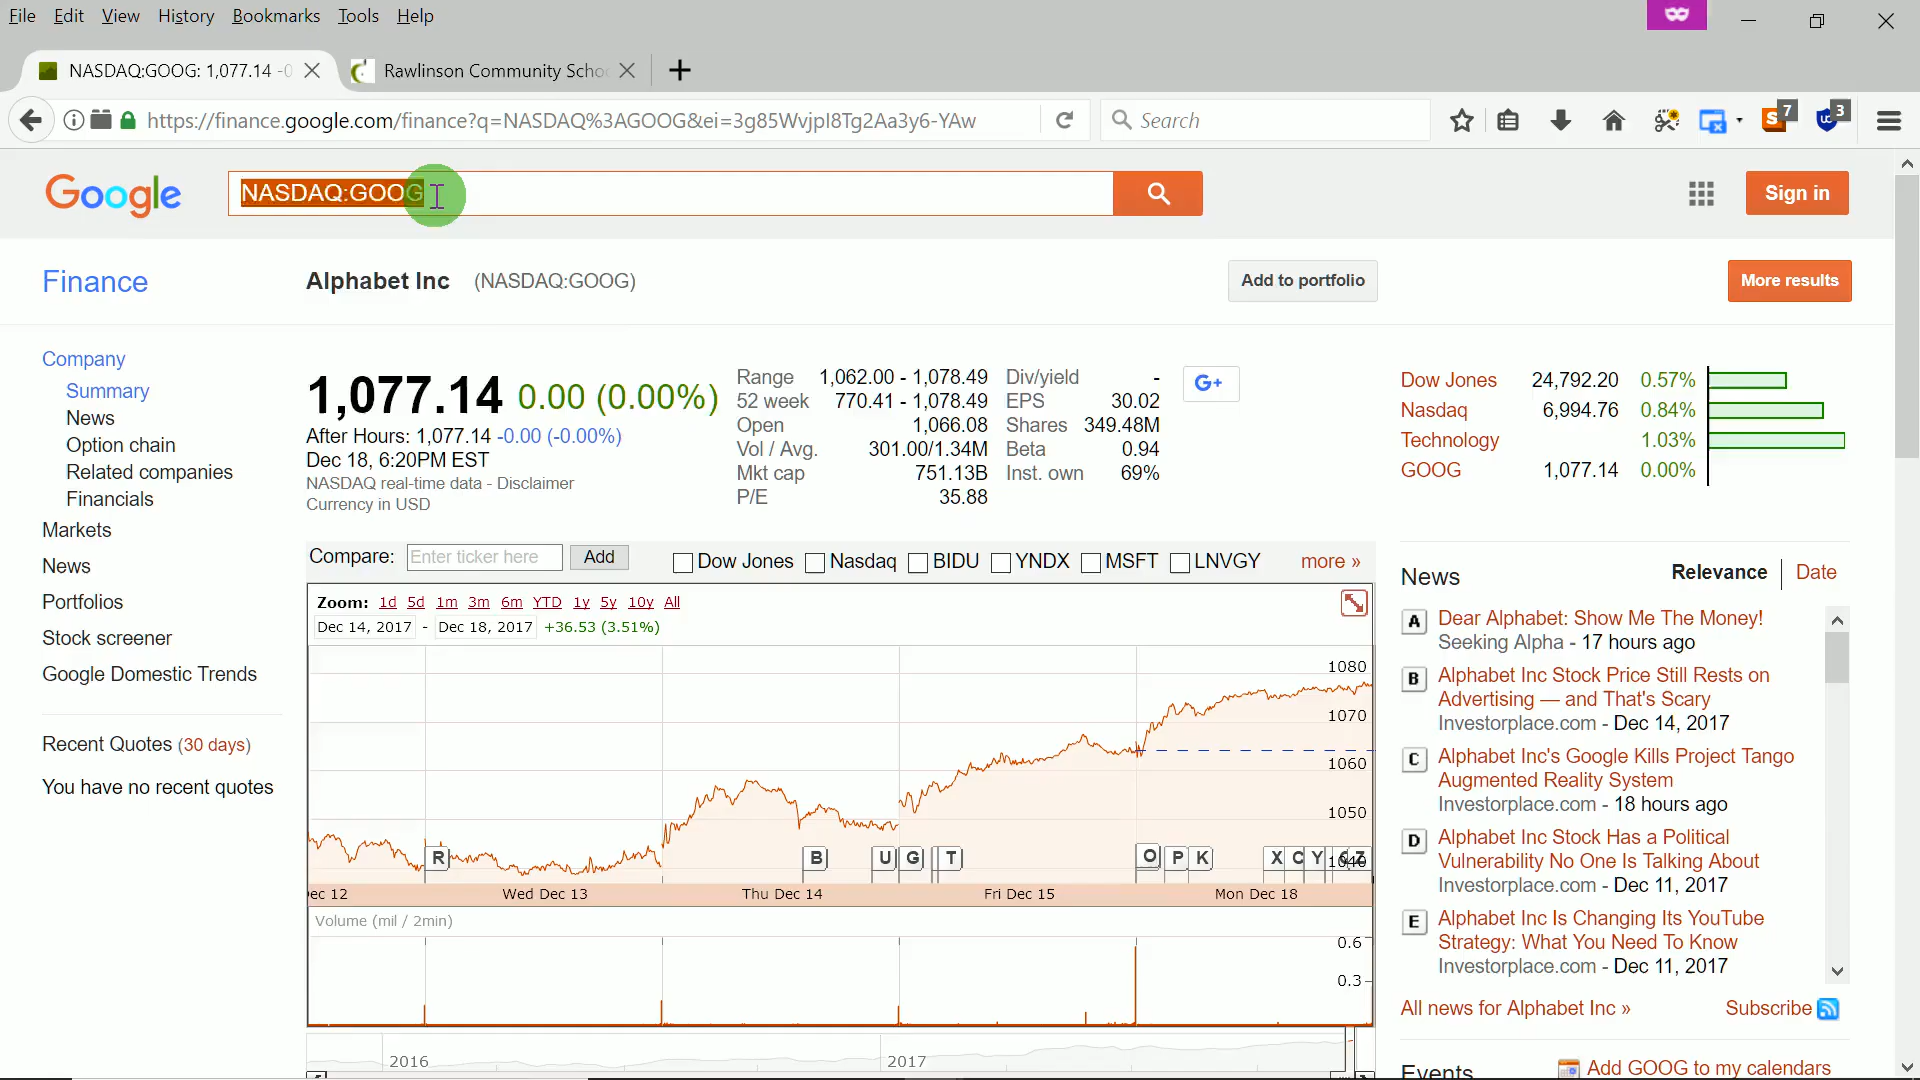 File Edit View History Bookmarks Tools Help
NASDAQ:GOOG: 1,077.14 -0
Rawlinson Community Schoo
https://finance.google.com/finance?q=NASDAQ%3AGOOG&ei=3g85WvjpI8Tg2Aa3y6-YAw
Search
S 7
3
Google
NASDAQ:GOOG
Sign in
Finance
Alphabet Inc (NASDAQ:GOOG)
Add to portfolio
More results
Company
Summary
News
Option chain
Related companies
Financials
Markets
News
Portfolios
Stock screener
Google Domestic Trends
Recent Quotes (30 days)
You have no recent quotes
1,077.14 0.00 (0.00%)
After Hours: 1,077.14 -0.00 (-0.00%)
Dec 18, 6:20PM EST
NASDAQ real-time data - Disclaimer
Currency in USD
Range 1,062.00 - 1,078.49
52 week 770.41 - 1,078.49
Open 1,066.08
Vol / Avg. 301.00/1.34M
Mkt cap 751.13B
P/E 35.88
Div/yield -
EPS 30.02
Shares 349.48M
Beta 0.94
Inst. own 69%
G+
Dow Jones 24,792.20 0.57%
Nasdaq 6,994.76 0.84%
Technology 1.03%
GOOG 1,077.14 0.00%
Compare: Enter ticker here Add Dow Jones Nasdaq BIDU YNDX MSFT LNVGY more »
Zoom: 1d 5d 1m 3m 6m YTD 1y 5y 10y All
Dec 14, 2017 - Dec 18, 2017 +36.53 (3.51%)
1080
1070
1060
1050
1040
R B U G T O P K X C Y Z
ec 12 Wed Dec 13 Thu Dec 14 Fri Dec 15 Mon Dec 18
Volume (mil / 2min)
0.6
0.3
2016 2017
News Relevance Date
A Dear Alphabet: Show Me The Money!
Seeking Alpha - 17 hours ago
B Alphabet Inc Stock Price Still Rests on
Advertising — and That's Scary
Investorplace.com - Dec 14, 2017
C Alphabet Inc's Google Kills Project Tango
Augmented Reality System
Investorplace.com - 18 hours ago
D Alphabet Inc Stock Has a Political
Vulnerability No One Is Talking About
Investorplace.com - Dec 11, 2017
E Alphabet Inc Is Changing Its YouTube
Strategy: What You Need To Know
Investorplace.com - Dec 11, 2017
All news for Alphabet Inc » Subscribe
Events Add GOOG to my calendars